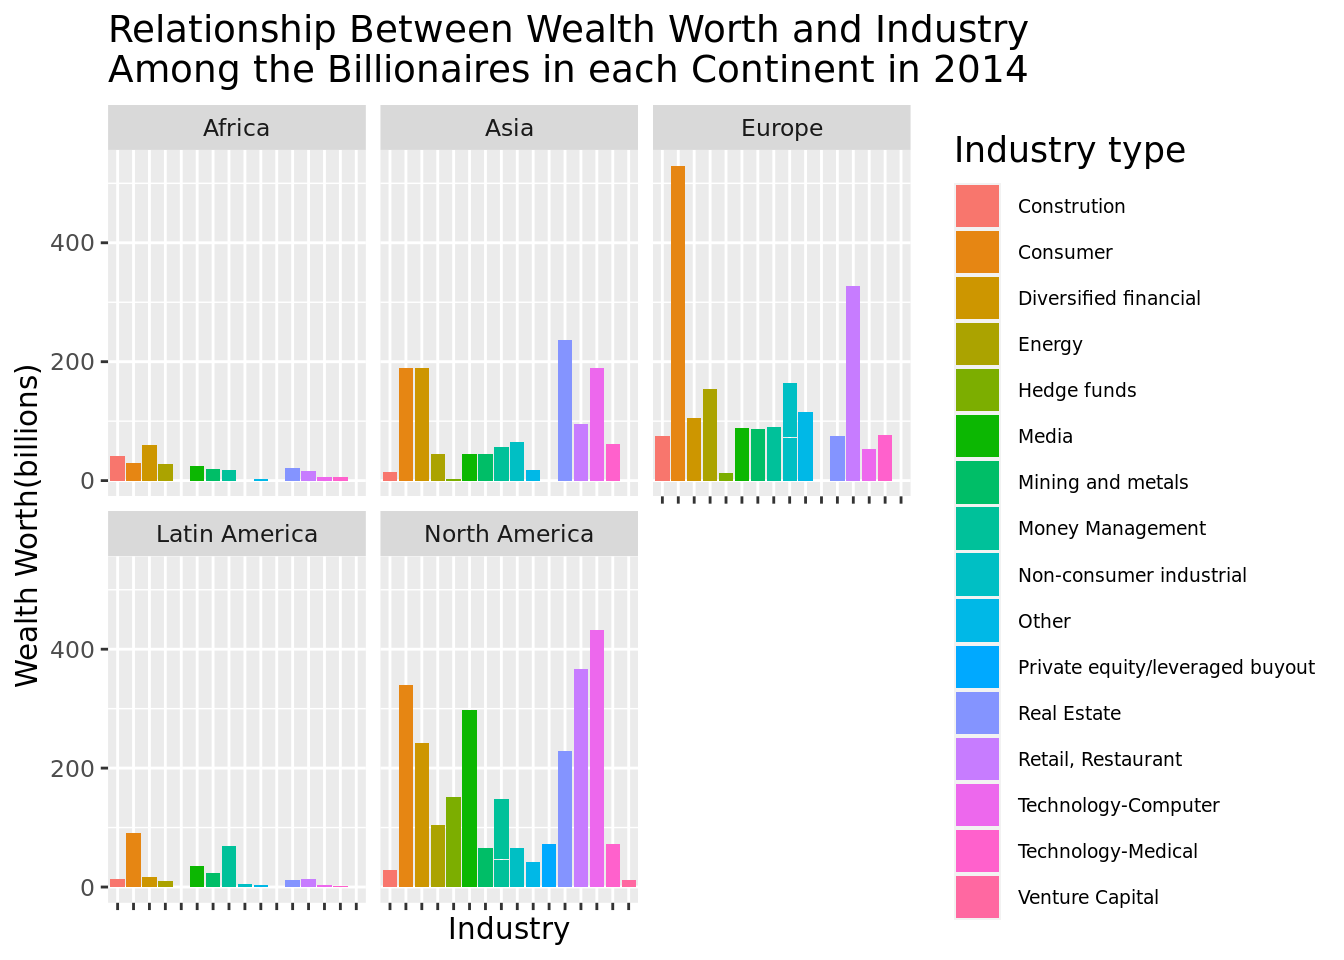 Relationship Between Wealth Worth and Industry
Among the Billionaires in each Continent in 2014
Africa
Asia
Europe
400
200
0
Latin America
North America
400
200
0
Wealth Worth(billions)
Industry
Industry type
Constrution
Consumer
Diversified financial
Energy
Hedge funds
Media
Mining and metals
Money Management
Non-consumer industrial
Other
Private equity/leveraged buyout
Real Estate
Retail, Restaurant
Technology-Computer
Technology-Medical
Venture Capital